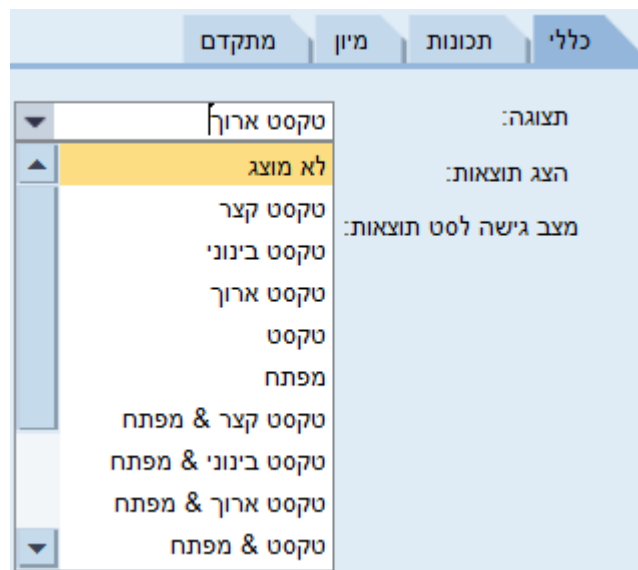 כללי תכונות מיון מתקדם
תצוגה: טקסט ארוך
הצג תוצאות: לא מוצג
מצב גישה לסט תוצאות: טקסט קצר
טקסט בינוני
טקסט ארוך
טקסט
מפתח
טקסט קצר & מפתח
טקסט בינוני & מפתח
טקסט ארוך & מפתח
טקסט & מפתח